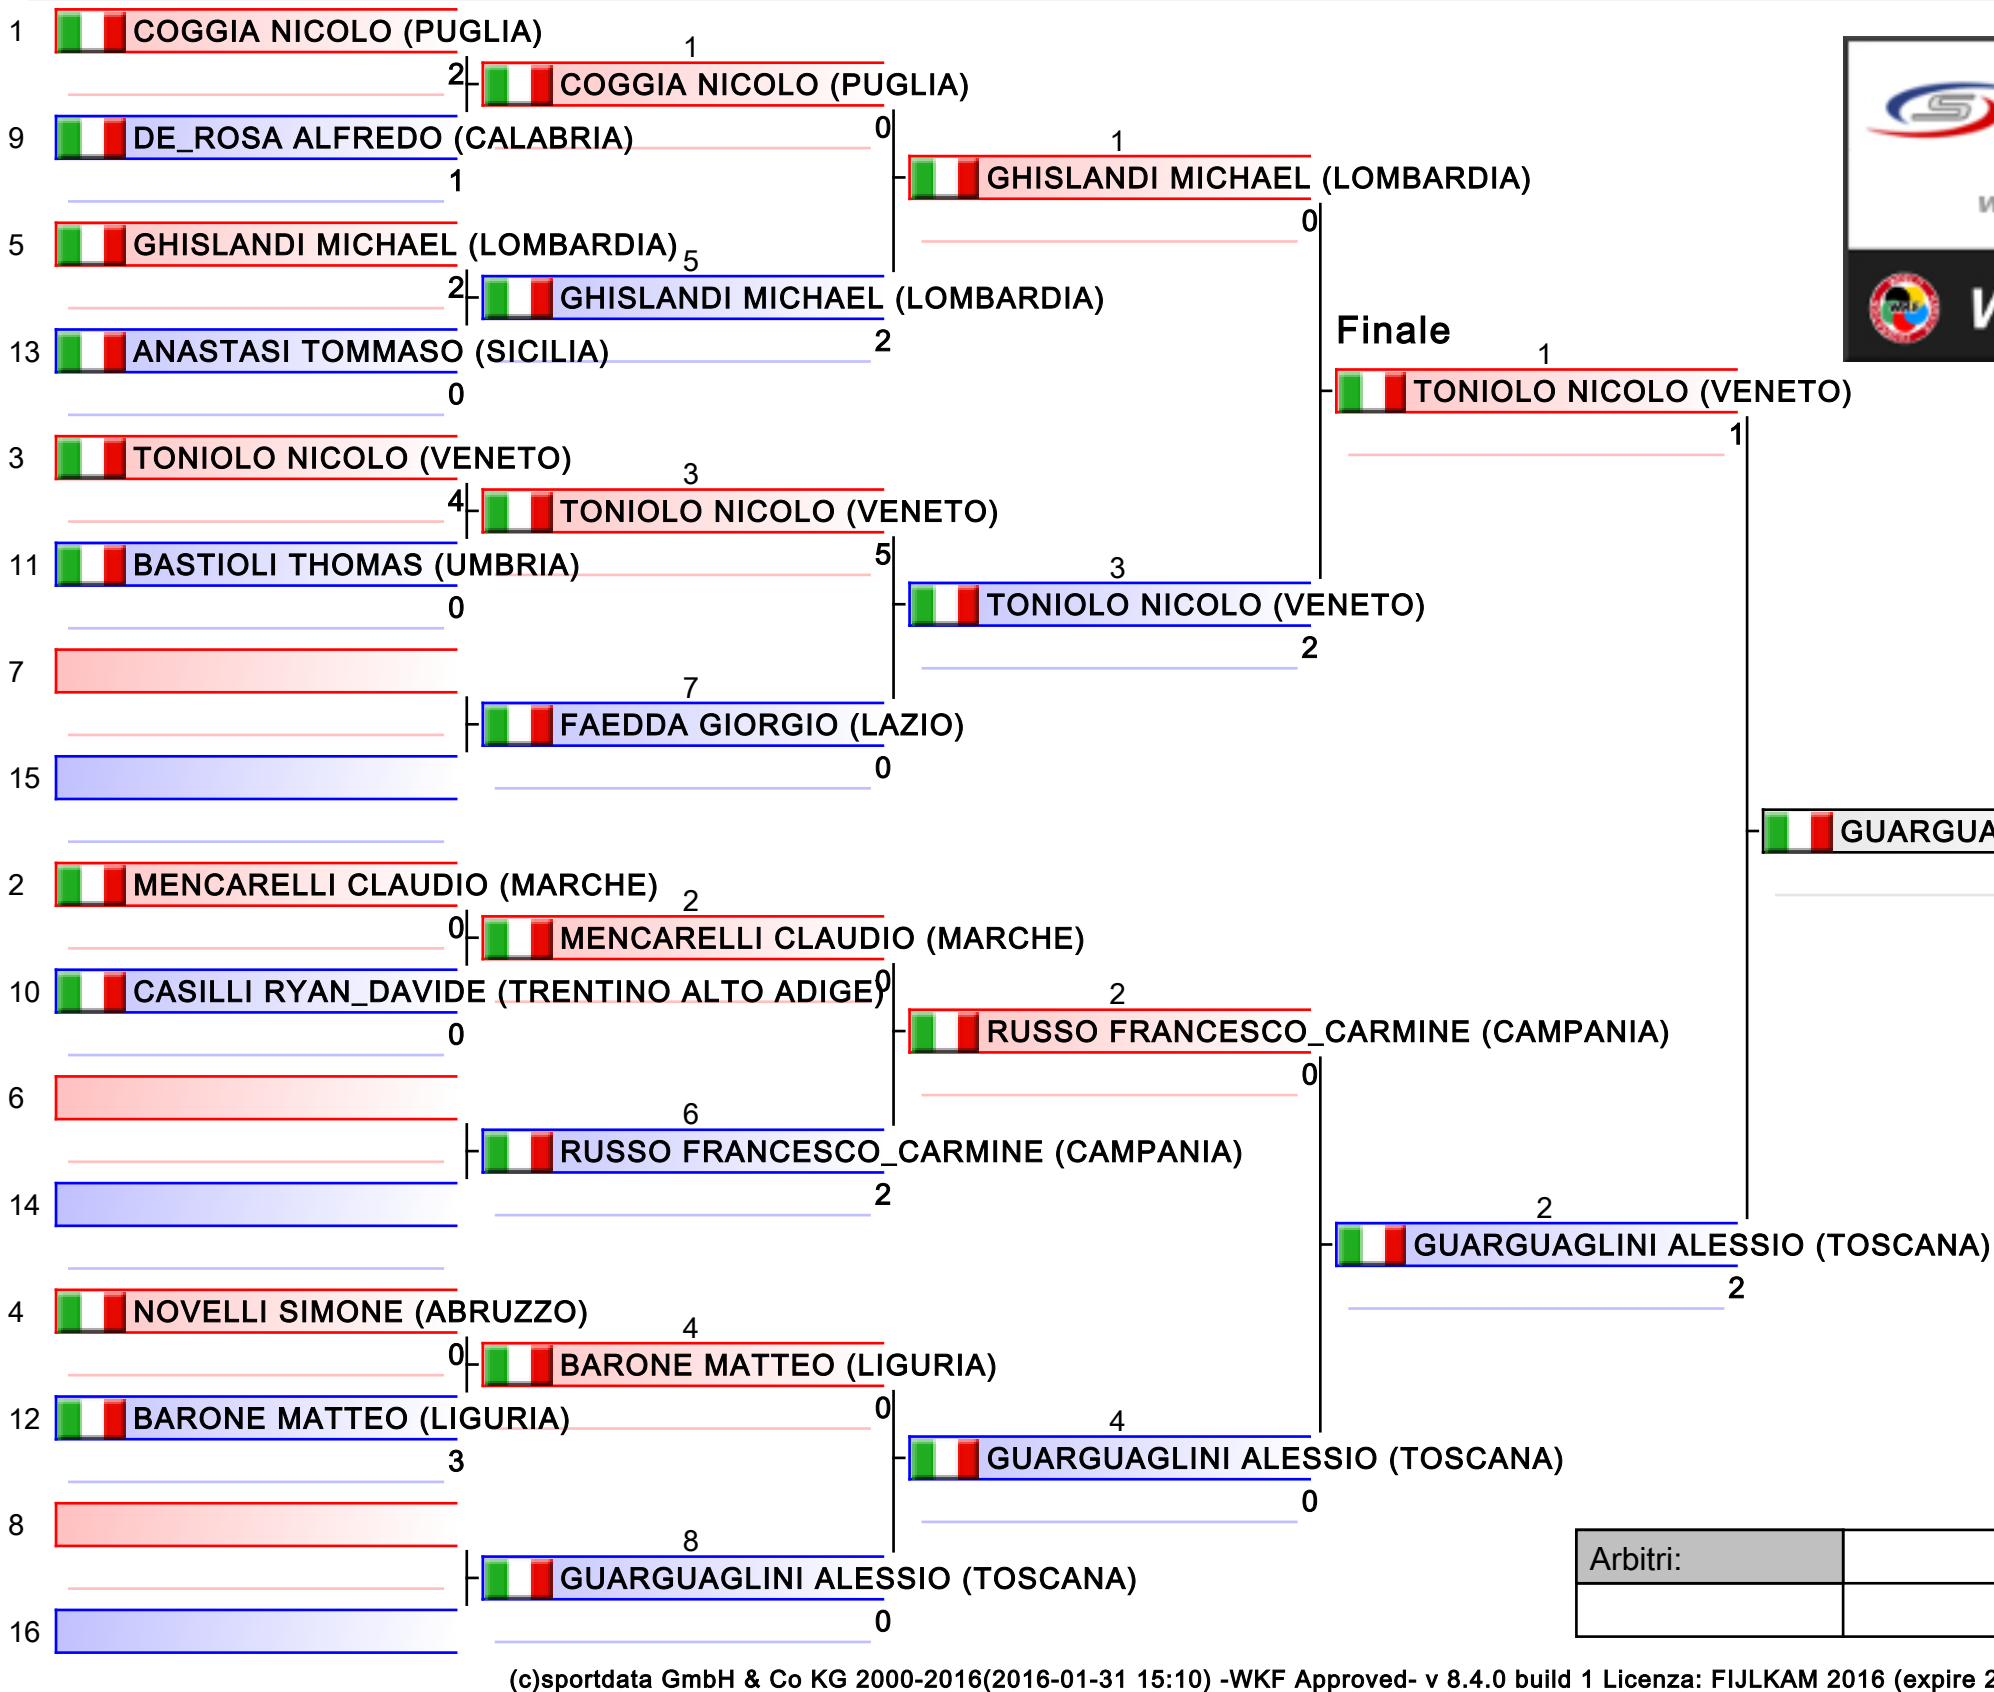 1 COGGIA NICOLO (PUGLIA)
2
9 DE_ROSA ALFREDO (CALABRIA)
1
5 GHISLANDI MICHAEL (LOMBARDIA)
2
13 ANASTASI TOMMASO (SICILIA)
0
3 TONIOLO NICOLO (VENETO)
4
11 BASTIOLI THOMAS (UMBRIA)
0
7
15
2 MENCARELLI CLAUDIO (MARCHE)
0
10 CASILLI RYAN_DAVIDE (TRENTINO ALTO ADIGE)
0
6
14
4 NOVELLI SIMONE (ABRUZZO)
0
12 BARONE MATTEO (LIGURIA)
3
8
16
1
COGGIA NICOLO (PUGLIA)
0
5
GHISLANDI MICHAEL (LOMBARDIA)
2
3
TONIOLO NICOLO (VENETO)
5
7
FAEDDA GIORGIO (LAZIO)
0
2
MENCARELLI CLAUDIO (MARCHE)
0
6
RUSSO FRANCESCO_CARMINE (CAMPANIA)
2
4
BARONE MATTEO (LIGURIA)
0
8
GUARGUAGLINI ALESSIO (TOSCANA)
0
1
GHISLANDI MICHAEL (LOMBARDIA)
0
3
TONIOLO NICOLO (VENETO)
2
2
RUSSO FRANCESCO_CARMINE (CAMPANIA)
0
4
GUARGUAGLINI ALESSIO (TOSCANA)
0
Finale
1
TONIOLO NICOLO (VENETO)
1
2
GUARGUAGLINI ALESSIO (TOSCANA)
2
GUARGUA
Arbitri:
(c)sportdata GmbH & Co KG 2000-2016(2016-01-31 15:10) -WKF Approved- v 8.4.0 build 1 Licenza: FIJLKAM 2016 (expire 2